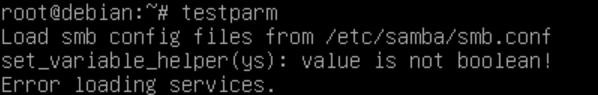 root@debian:~# testparm
Load smb config files from /etc/samba/smb.conf
set_variable_helper(ys): value is not boolean!
Error loading services.